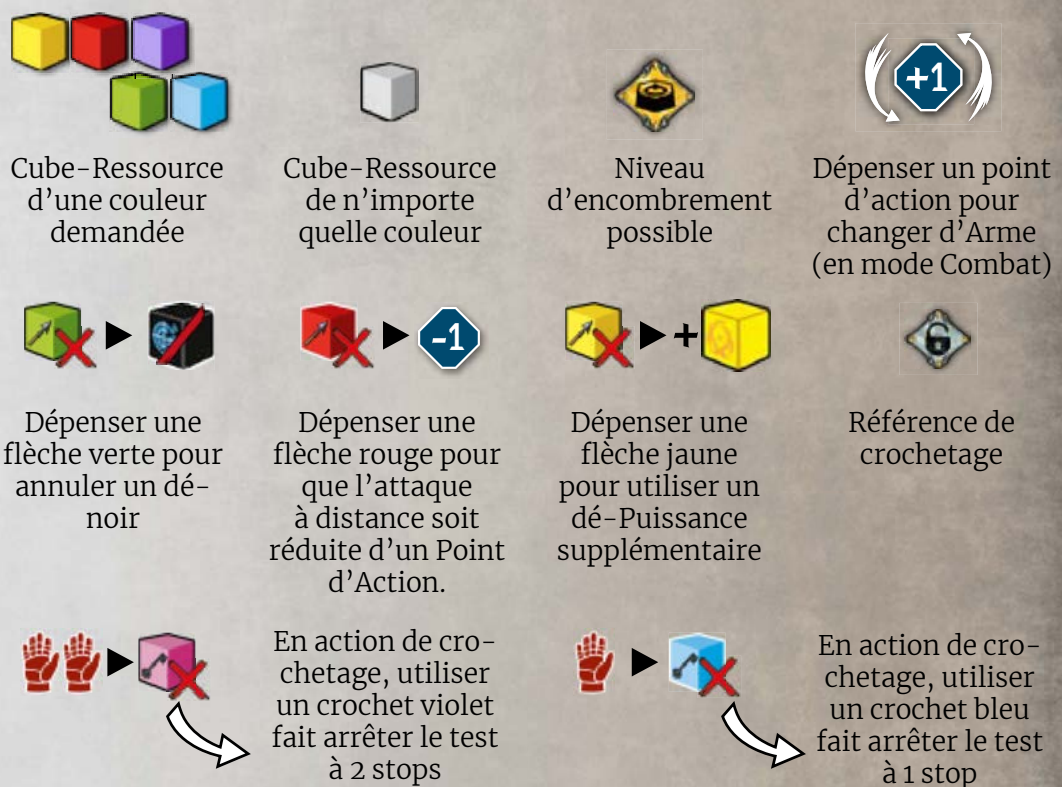 +1
Cube-Ressource
d'une couleur
demandée
Cube-Ressource
de n'importe
quelle couleur
Niveau
d'encombrement
possible
Dépenser un point
d'action pour
changer d'Arme
(en mode Combat)
-1
+
Dépenser une
flèche verte pour
annuler un dé-
noir
Dépenser une
flèche rouge pour
que l'attaque
à distance soit
réduite d'un Point
d'Action.
Dépenser une
flèche jaune
pour utiliser un
dé-Puissance
supplémentaire
6
Référence de
crochetage
En action de cro-
chetage, utiliser
un crochet violet
fait arrêter le test
à 2 stops
En action de cro-
chetage, utiliser
un crochet bleu
fait arrêter le test
à 1 stop